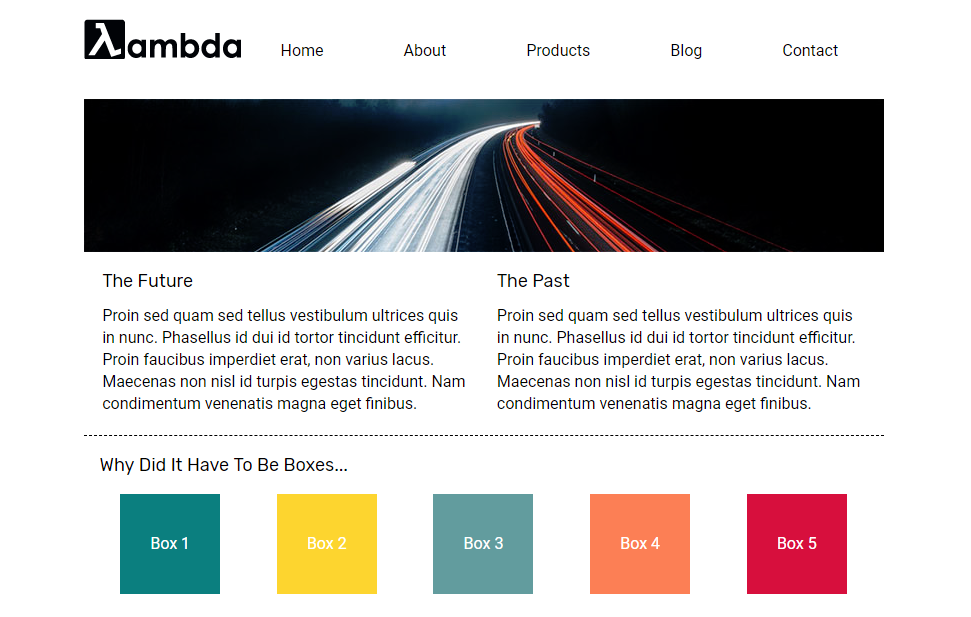 λambda
Home About Products Blog Contact
The Future
Proin sed quam sed tellus vestibulum ultrices quis
in nunc. Phasellus id dui id tortor tincidunt efficitur.
Proin faucibus imperdiet erat, non varius lacus.
Maecenas non nisl id turpis egestas tincidunt. Nam
condimentum venenatis magna eget finibus.
The Past
Proin sed quam sed tellus vestibulum ultrices quis
in nunc. Phasellus id dui id tortor tincidunt efficitur.
Proin faucibus imperdiet erat, non varius lacus.
Maecenas non nisl id turpis egestas tincidunt. Nam
condimentum venenatis magna eget finibus.
Why Did It Have To Be Boxes...
Box 1 Box 2 Box 3 Box 4 Box 5